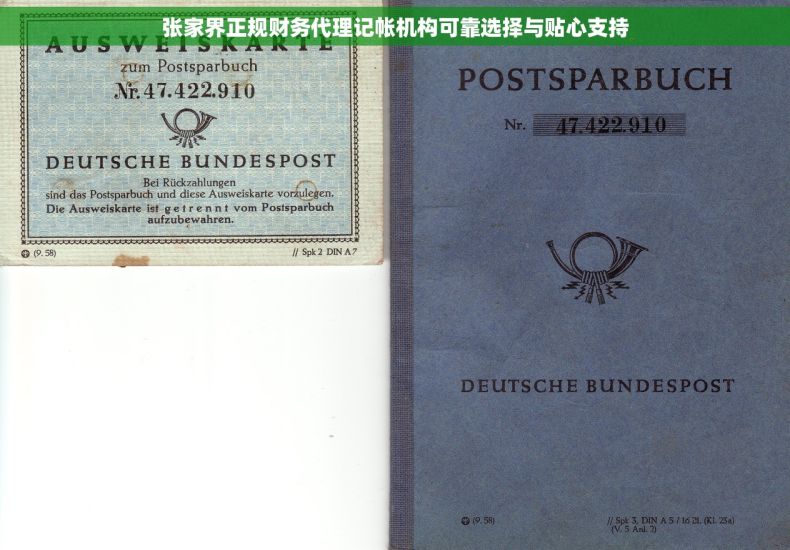 张家界正规财务代理记帐机构可靠选择与贴心支持
AUSWEISKARTE
zum Postsparbuch
Nr. 47.422.910
DEUTSCHE BUNDESPOST
Bei Rückzahlungen
sind das Postsparbuch und diese Ausweiskarte vorzulegen.
Die Ausweiskarte ist getrennt vom Postsparbuch
aufzubewahren.
(9. 58)
// Spk 2 DIN A 7
POSTSPARBUCH
Nr. 47.422.910
DEUTSCHE BUNDESPOST
(9. 58)
// Spk 3, DIN A 5 / 16 Bl. (Kl. 23a)
(V. 5 Anl. 2)